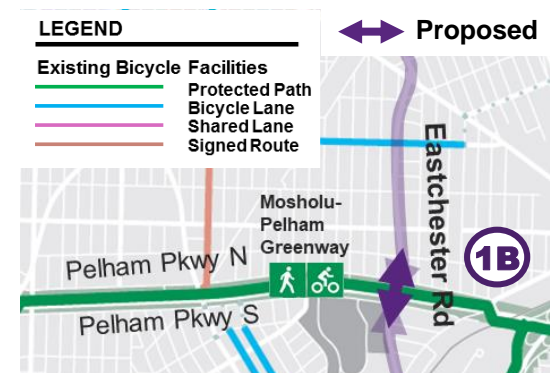 LEGEND
Existing Bicycle Facilities
Protected Path
Bicycle Lane
Shared Lane
Signed Route
Proposed
Eastchester Rd
Mosholu-
Pelham
Greenway
1B
Pelham Pkwy N
Pelham Pkwy S